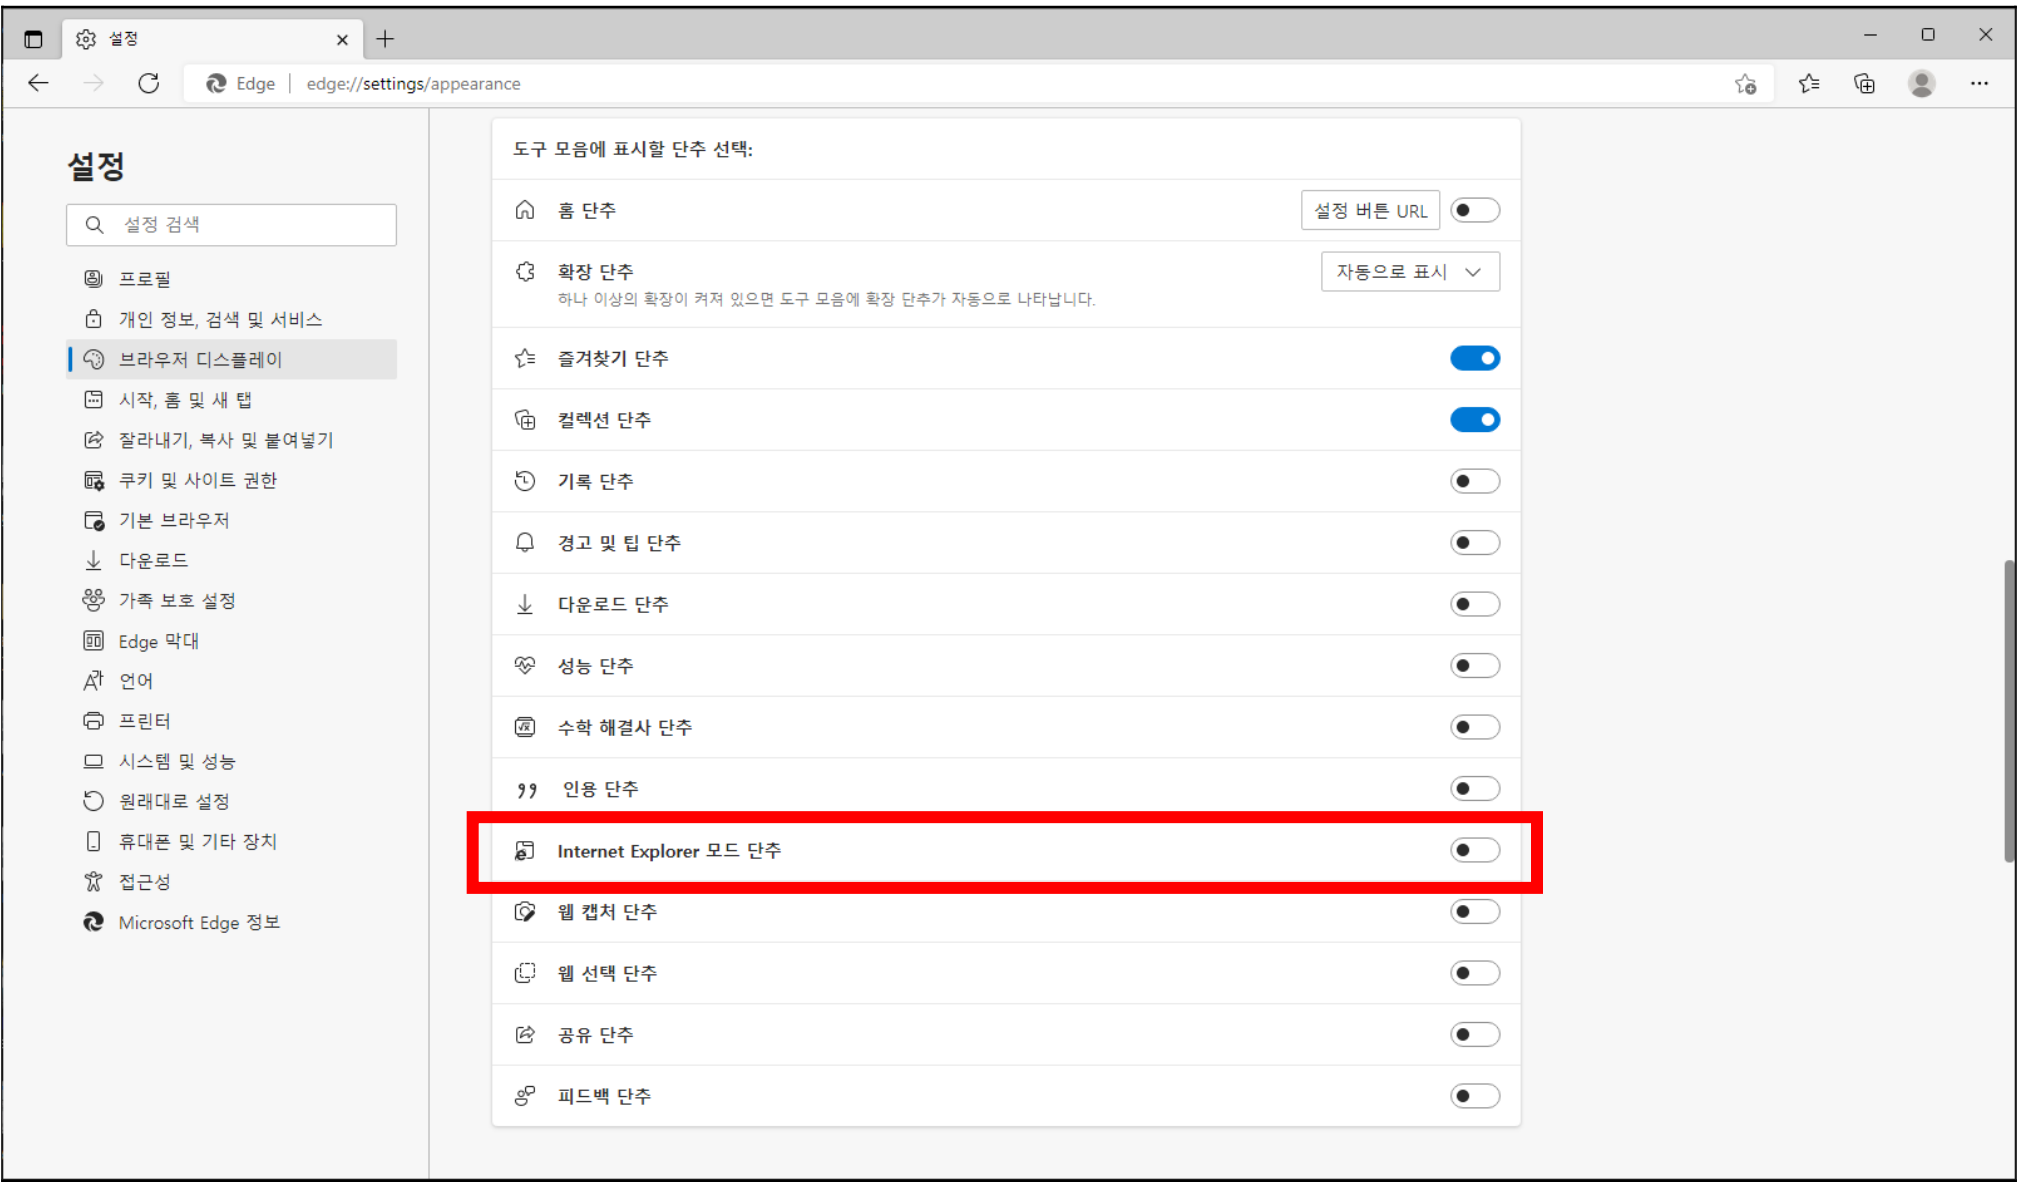 설정
Edge
edge://settings/appearance
설정
설정 검색
프로필
개인 정보, 검색 및 서비스
브라우저 디스플레이
시작, 홈 및 새 탭
잘라내기, 복사 및 붙여넣기
쿠키 및 사이트 권한
기본 브라우저
다운로드
가족 보호 설정
Edge 막대
언어
프린터
시스템 및 성능
원래대로 설정
휴대폰 및 기타 장치
접근성
Microsoft Edge 정보
도구 모음에 표시할 단추 선택:
홈 단추
설정 버튼 URL
확장 단추
자동으로 표시
하나 이상의 확장이 켜져 있으면 도구 모음에 확장 단추가 자동으로 나타납니다.
즐겨찾기 단추
컬렉션 단추
기록 단추
경고 및 팁 단추
다운로드 단추
성능 단추
수학 해결사 단추
인용 단추
Internet Explorer 모드 단추
웹 캡처 단추
웹 선택 단추
공유 단추
피드백 단추